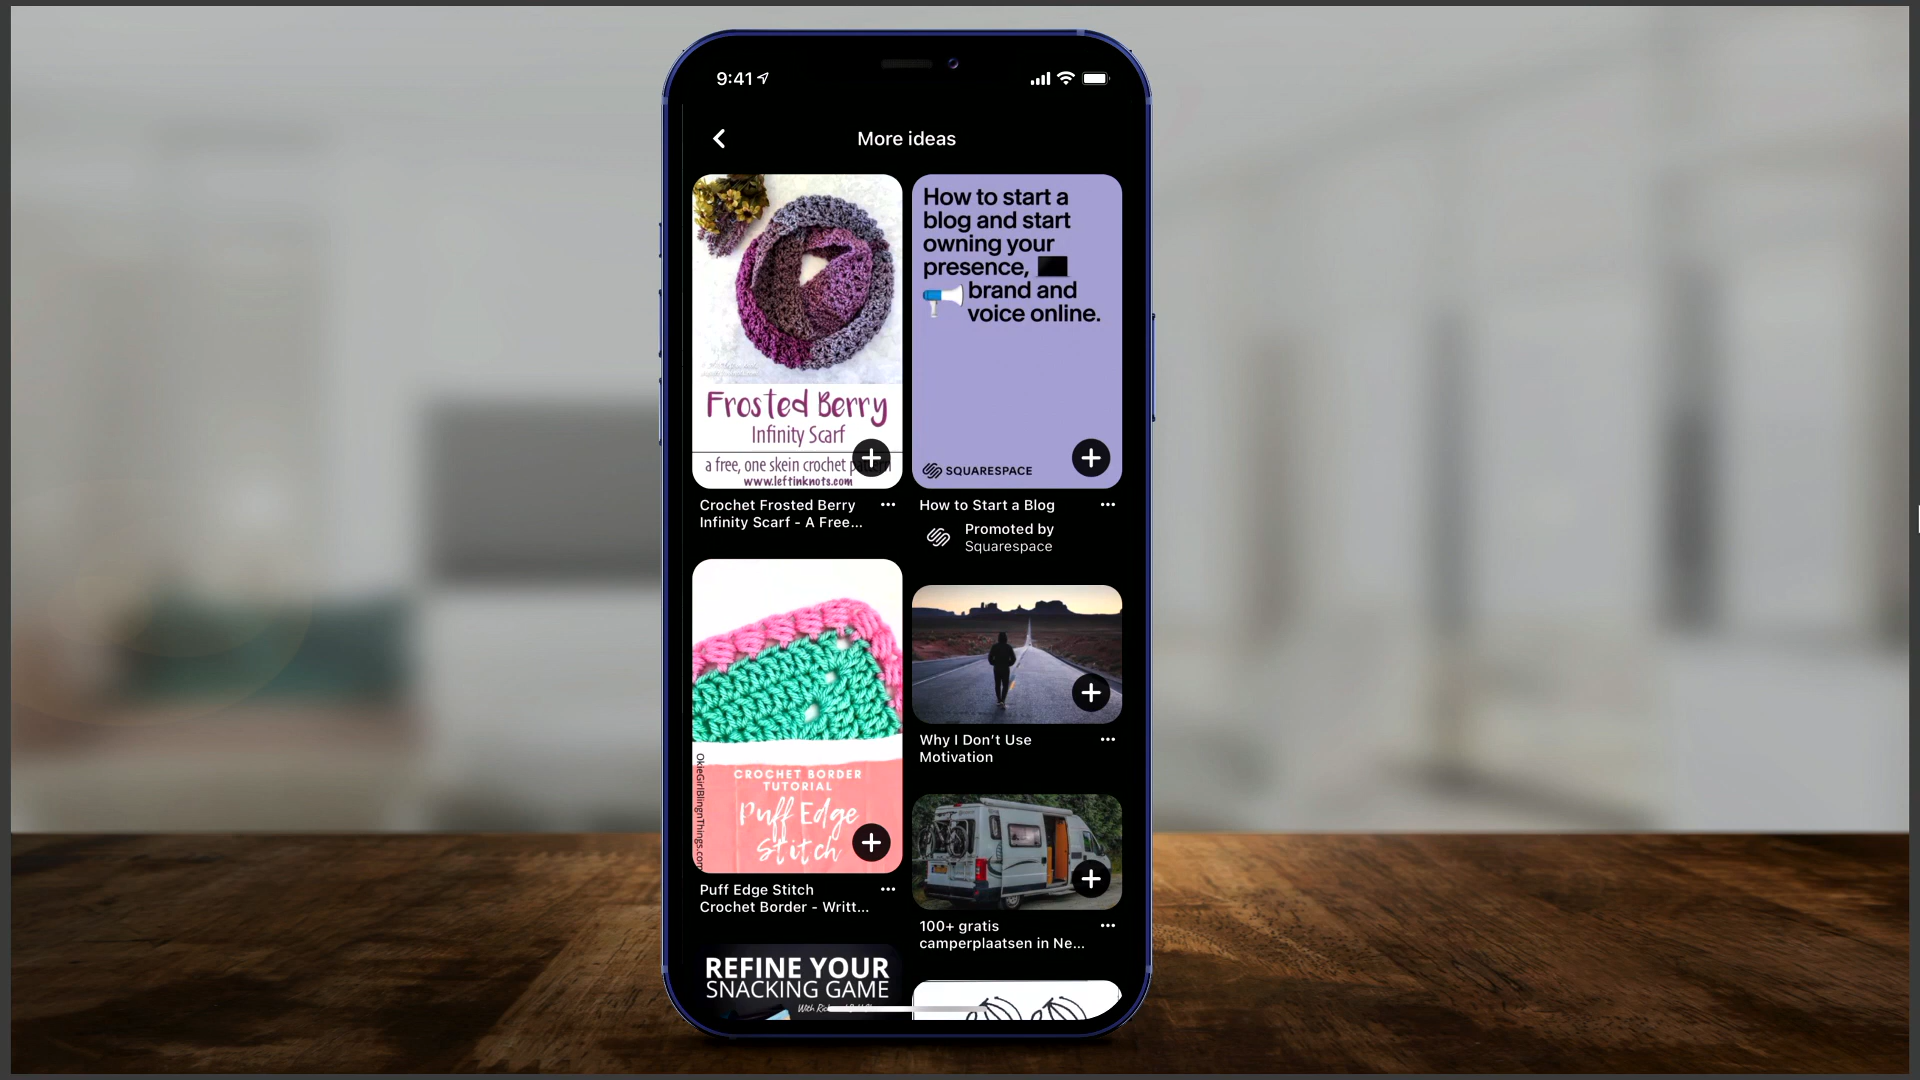 9:41
More ideas
Frosted Berry
Infinity Scarf
a free, one skein crochet
www.leftinknots.com
Crochet Frosted Berry
Infinity Scarf - A Free...
How to start a
blog and start
owning your
presence,
brand and
voice online.
SQUARESPACE
How to Start a Blog
Promoted by
Squarespace
OkieGirlBlingnThings.com
CROCHET BORDER
TUTORIAL
Puff Edge
Stitch
Puff Edge Stitch
Crochet Border - Writt...
Why I Don’t Use
Motivation
100+ gratis
camperplaatsen in Ne...
REFINE YOUR
SNACKING GAME
With